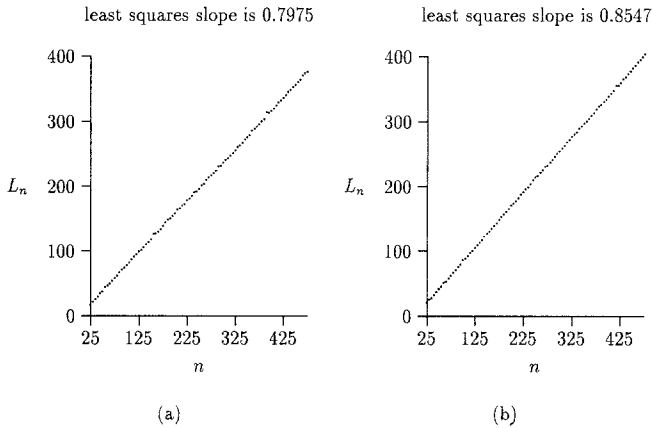 least squares slope is 0.7975
400
300
L_n 200
100
0
25 125 225 325 425
n
(a)
least squares slope is 0.8547
400
300
L_n 200
100
0
25 125 225 325 425
n
(b)